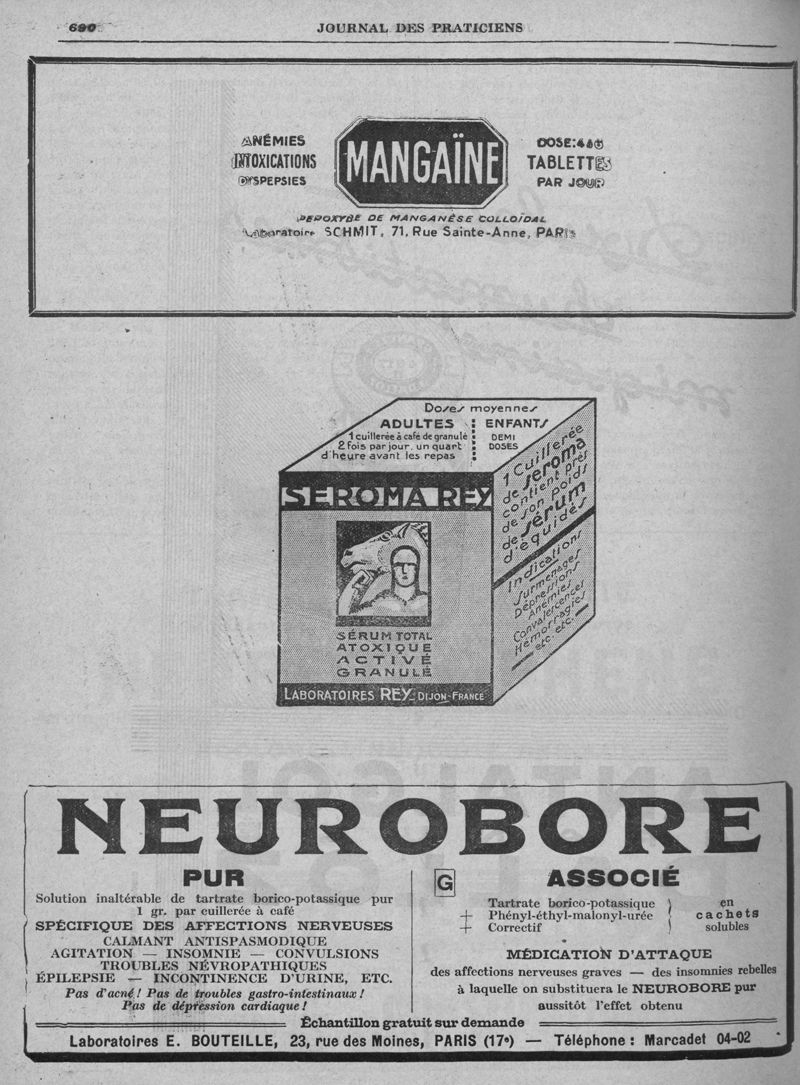 690
JOURNAL DES PRATICIENS
ANÉMIES
INTOXICATIONS
DYSPEPSIES
MANGAÏNE
DOSE: 4 à 6
TABLETTES
PAR JOUR
PEROXYDE DE MANGANÈSE COLLOÏDAL
Laboratoire SCHMIT, 71, Rue Sainte-Anne, PARIS
Doses moyennes
ADULTES
1 cuillerée à café de granulé
2 fois par jour, un quart
d'heure avant les repas
ENFANTS
DEMI
DOSES
SEROMA REY
SÉRUM TOTAL
ATOXIQUE
ACTIVÉ
GRANULÉ
LABORATOIRES REY_DIJON-FRANCE
1 Cuillerée
de seroma
contient près
de son poids
de sérum
d'équidés
Indications
Surmenages
Dépressions
Anémies
Convalescences
Hémorragies
etc. etc.
NEUROBORE
PUR
Solution inaltérable de tartrate borico-potassique pur
1 gr. par cuillerée à café
SPÉCIFIQUE DES AFFECTIONS NERVEUSES
CALMANT ANTISPASMODIQUE
AGITATION — INSOMNIE — CONVULSIONS
TROUBLES NÉVROPATHIQUES
ÉPILEPSIE — INCONTINENCE D'URINE, ETC.
Pas d'acné ! Pas de troubles gastro-intestinaux !
Pas de dépression cardiaque !
G
ASSOCIÉ
Tartrate borico-potassique
+ Phényl-éthyl-malonyl-urée
+ Correctif
en
cachets
solubles
MÉDICATION D'ATTAQUE
des affections nerveuses graves — des insomnies rebelles
à laquelle on substituera le NEUROBORE pur
aussitôt l'effet obtenu
Échantillon gratuit sur demande
Laboratoires E. BOUTEILLE, 23, rue des Moines, PARIS (17e) — Téléphone : Marcadet 04-02